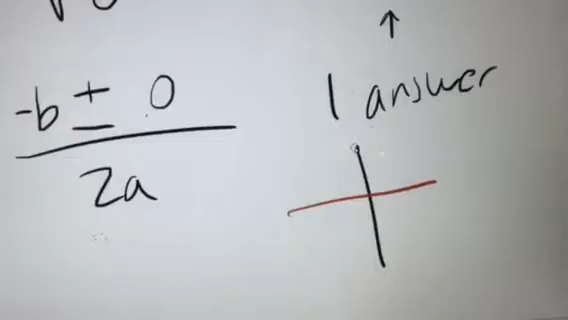 -b ± 0
2a
↑
1 answer